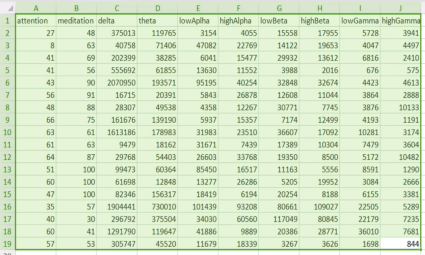 A B C D E F G H I J
1 attention meditation delta theta lowAplha highAlpha lowBeta highBeta lowGamma highGamma
2 27 48 375013 119765 3154 4055 15558 17955 5728 3941
3 8 63 40758 71406 47082 22769 14122 19653 4047 4497
4 41 69 202399 38285 6041 15477 29932 13612 6816 2410
5 41 56 555692 61855 13630 11552 3988 2016 676 575
6 43 90 2070950 193571 95195 40254 32848 32674 4423 4613
7 56 91 16715 20391 5843 26878 12608 11044 3864 2888
8 48 88 28307 49538 4358 12267 30771 7745 3876 10133
9 66 75 161676 139190 5937 15357 7174 12499 4193 1191
10 63 61 1613186 178983 31983 23510 36607 17092 10281 3174
11 61 63 9479 18162 31671 7439 17389 10304 7479 3604
12 64 87 29768 54403 26603 33768 19350 8500 5172 10482
13 51 100 99473 60364 85450 16517 11163 5556 8591 1290
14 60 100 61698 12848 13277 26286 5205 19952 3084 2666
15 47 100 82346 156317 18419 6194 20254 8188 6155 3381
16 35 57 1904441 730010 101439 93208 80661 109027 22505 5289
17 40 30 296792 375504 34030 60560 117049 80845 22179 7235
18 60 41 1291790 119647 41886 9889 20386 28771 36010 7681
19 57 53 305747 45520 11679 18339 3267 3626 1698 844